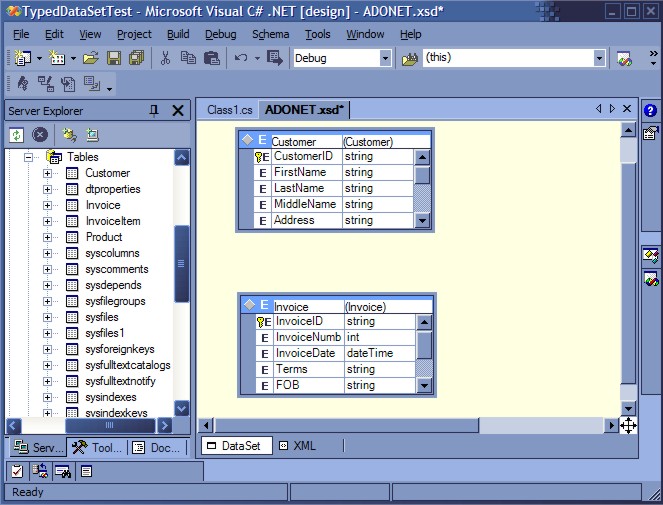 TypedDataSetTest - Microsoft Visual C# .NET [design] - ADONET.xsd*
File Edit View Project Build Debug Schema Tools Window Help
Debug (this)
Server Explorer
Tables
Customer
dtproperties
Invoice
InvoiceItem
Product
syscolumns
syscomments
sysdepends
sysfilegroups
sysfiles
sysfiles1
sysforeignkeys
sysfulltextcatalogs
sysfulltextnotify
sysindexes
sysindexkeys
Serv... Tool... Doc...
Class1.cs ADONET.xsd*
E Customer (Customer)
E CustomerID string
E FirstName string
E LastName string
E MiddleName string
E Address string
E Invoice (Invoice)
E InvoiceID string
E InvoiceNumb int
E InvoiceDate dateTime
E Terms string
E FOB string
DataSet XML
Ready